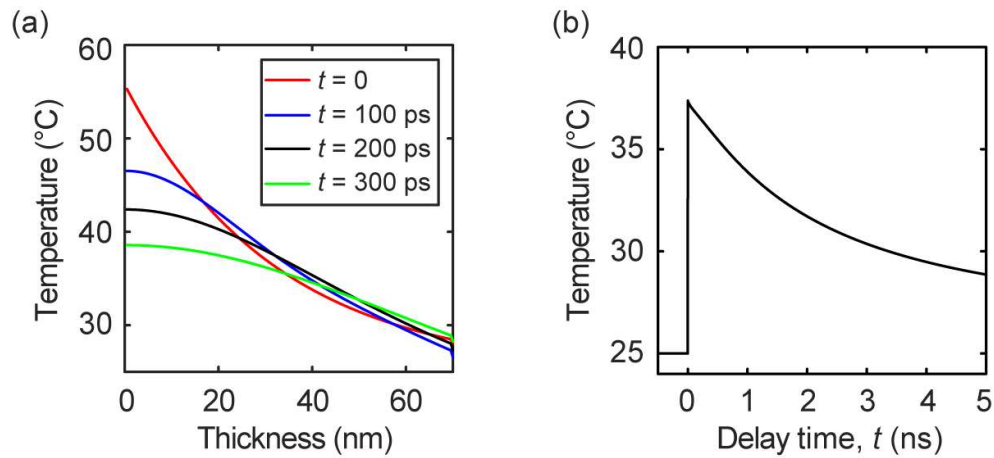 (a)
60
50
40
30
Temperature (°C)
0
20
40
60
Thickness (nm)
t = 0
t = 100 ps
t = 200 ps
t = 300 ps
(b)
40
35
30
25
Temperature (°C)
0
1
2
3
4
5
Delay time, t (ns)